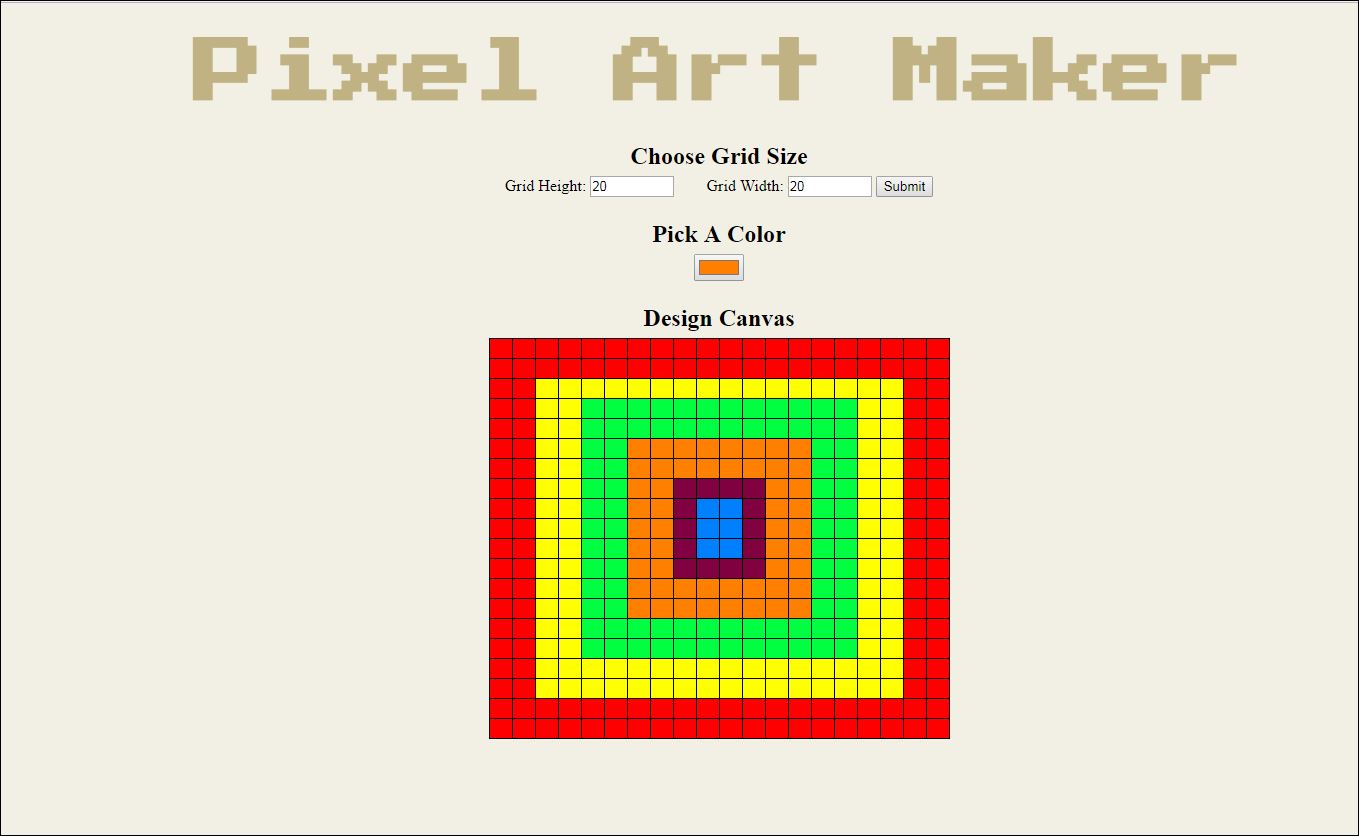 Pixel Art Maker
Choose Grid Size
Grid Height: 20 Grid Width: 20 Submit
Pick A Color
Design Canvas